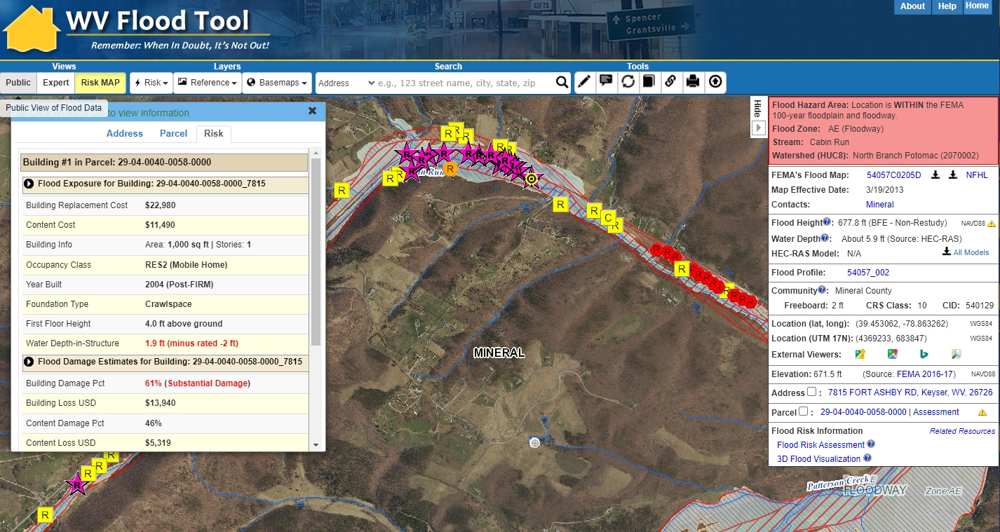 WV Flood Tool
Remember: When In Doubt, It's Not Out!
GIFTS
Spencer
Grantsville
About Help Home
Views Layers Search Tools
Public Expert Risk MAP Risk Reference Basemaps Address e.g., 123 street name, city, state, zip
Public View of Flood Data
to view information
Address Parcel Risk
Building #1 in Parcel: 29-04-0040-0058-0000
Flood Exposure for Building: 29-04-0040-0058-0000_7815
Building Replacement Cost $22,980
Content Cost $11,490
Building Info Area: 1,000 sq ft | Stories: 1
Occupancy Class RES2 (Mobile Home)
Year Built 2004 (Post-FIRM)
Foundation Type Crawlspace
First Floor Height 4.0 ft above ground
Water Depth-in-Structure 1.9 ft (minus rated -2 ft)
Flood Damage Estimates for Building: 29-04-0040-0058-0000_7815
Building Damage Pct 61% (Substantial Damage)
Building Loss USD $13,940
Content Damage Pct 46%
Content Loss USD $5,319
R R R R R
R R R R R R R R
R R R R n Run
R R R C R
R R R R R R R R R R R R R
MINERAL
R R R R R
Patterson Creek
FLOODWAY
Zone AE
Hide
Flood Hazard Area: Location is WITHIN the FEMA
100-year floodplain and floodway.
Flood Zone: AE (Floodway)
Stream: Cabin Run
Watershed (HUC8): North Branch Potomac (2070002)
FEMA's Flood Map: 54057C0205D NFHL
Map Effective Date: 3/19/2013
Contacts: Mineral
Flood Height: 677.8 ft (BFE - Non-Restudy) NAVD88
Water Depth: About 5.9 ft (Source: HEC-RAS)
HEC-RAS Model: N/A All Models
Flood Profile: 54057_002
Community: Mineral County
Freeboard: 2 ft CRS Class: 10 CID: 540129
Location (lat, long): (39.453062, -78.863262) WGS84
Location (UTM 17N): (4369233, 683847) WGS84
External Viewers:
Elevation: 671.5 ft (Source: FEMA 2016-17) NAVD88
Address : 7815 FORT ASHBY RD, Keyser, WV, 26726
Parcel : 29-04-0040-0058-0000 | Assessment
Flood Risk Information Related Resources
Flood Risk Assessment
3D Flood Visualization